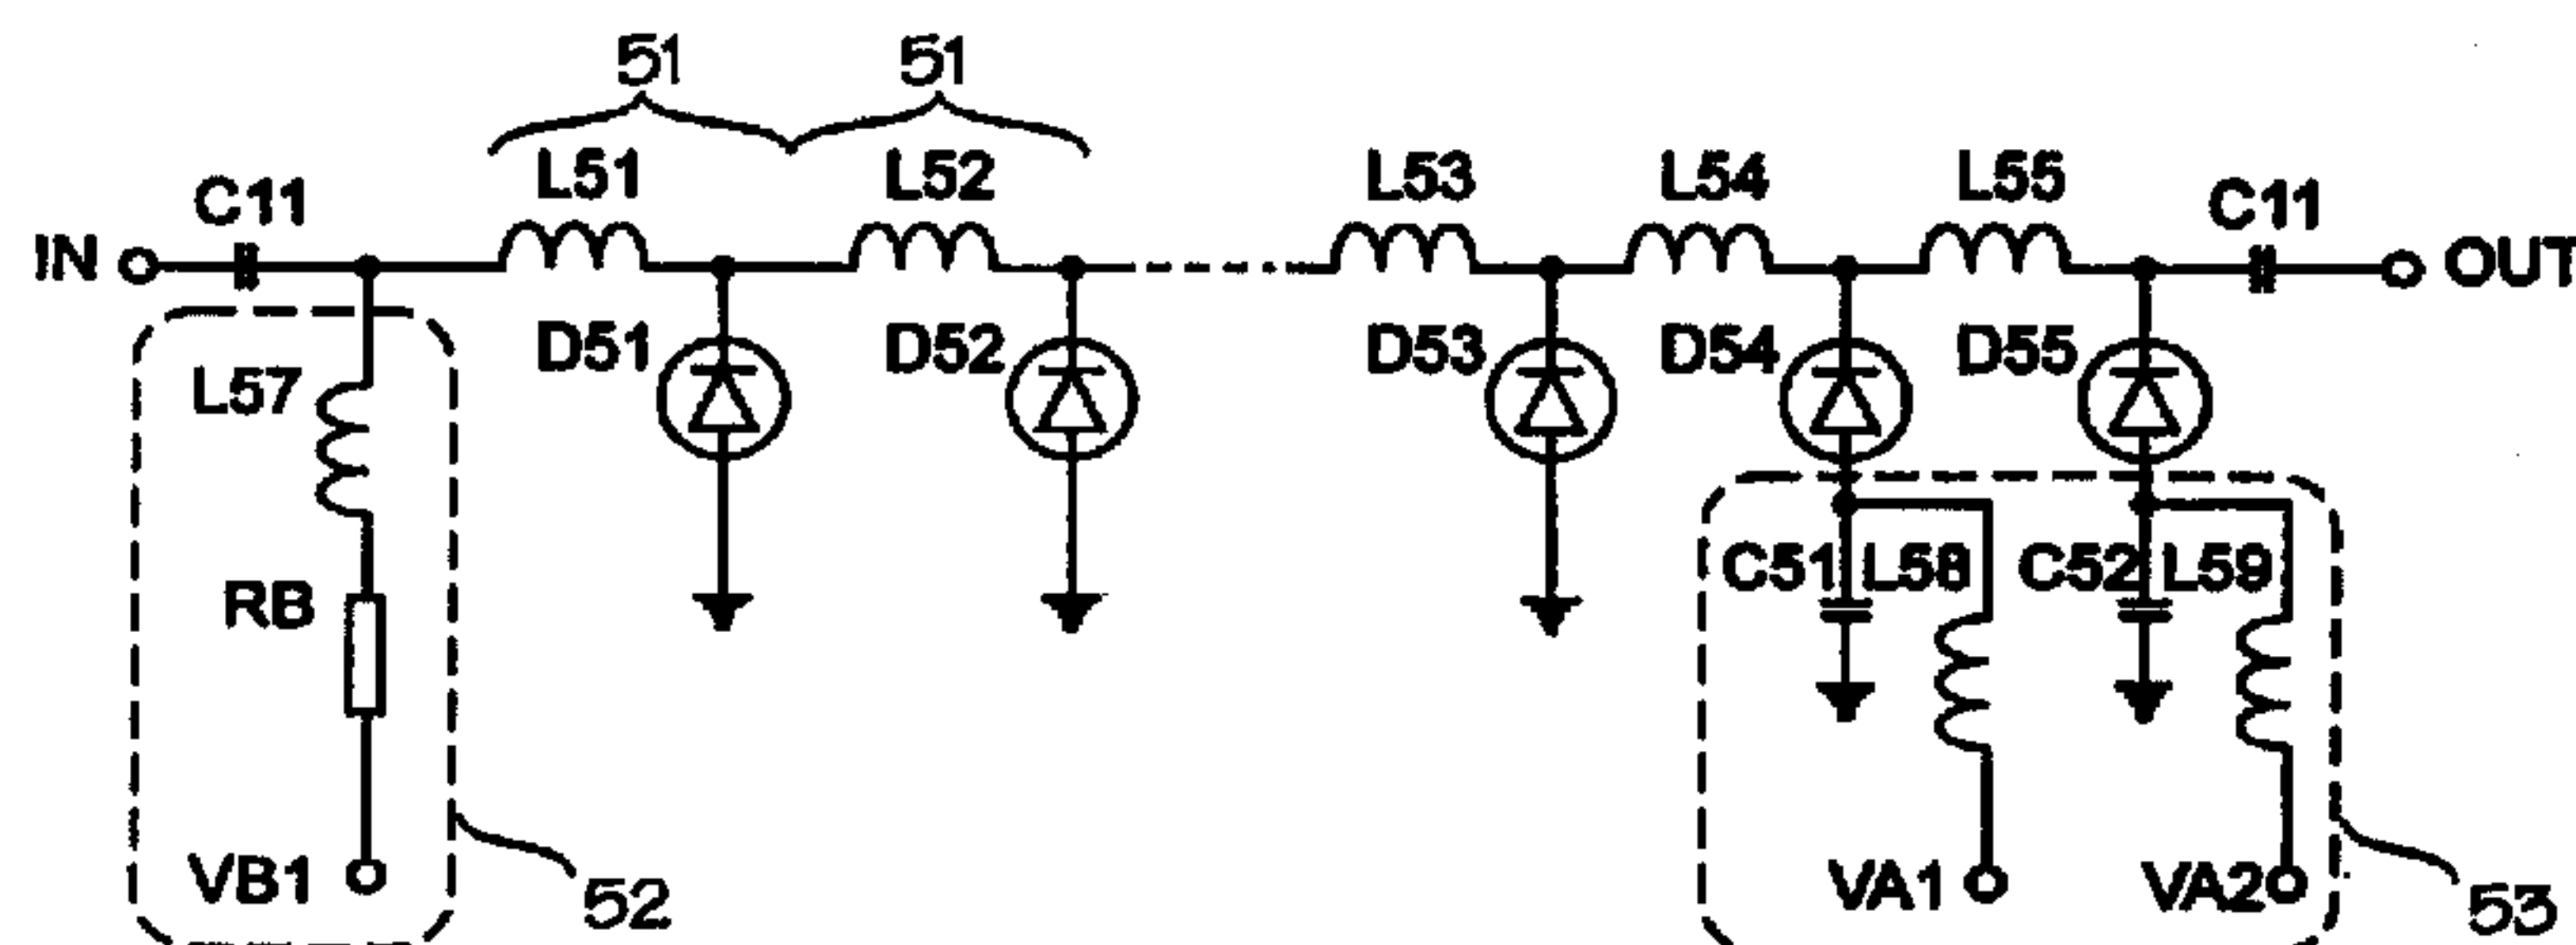 51 51
L51 L52 L53 L54 L55
C11 C11
IN OUT
D51 D52 D53 D54 D55
L57
C51 L58 C52 L59
RB
VB1 VA1 VA2
52 53